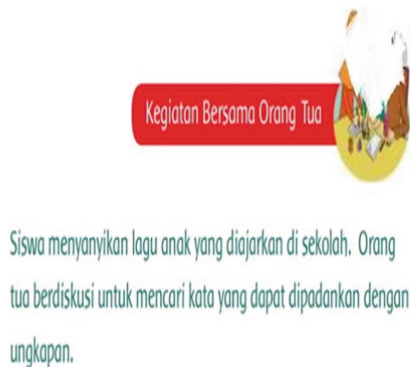 Kegiatan Bersama Orang Tua
Siswa menyanyikan lagu anak yang diajarkan di sekolah. Orang
tua berdiskusi untuk mencari kata yang dapat dipadankan dengan
ungkapan.